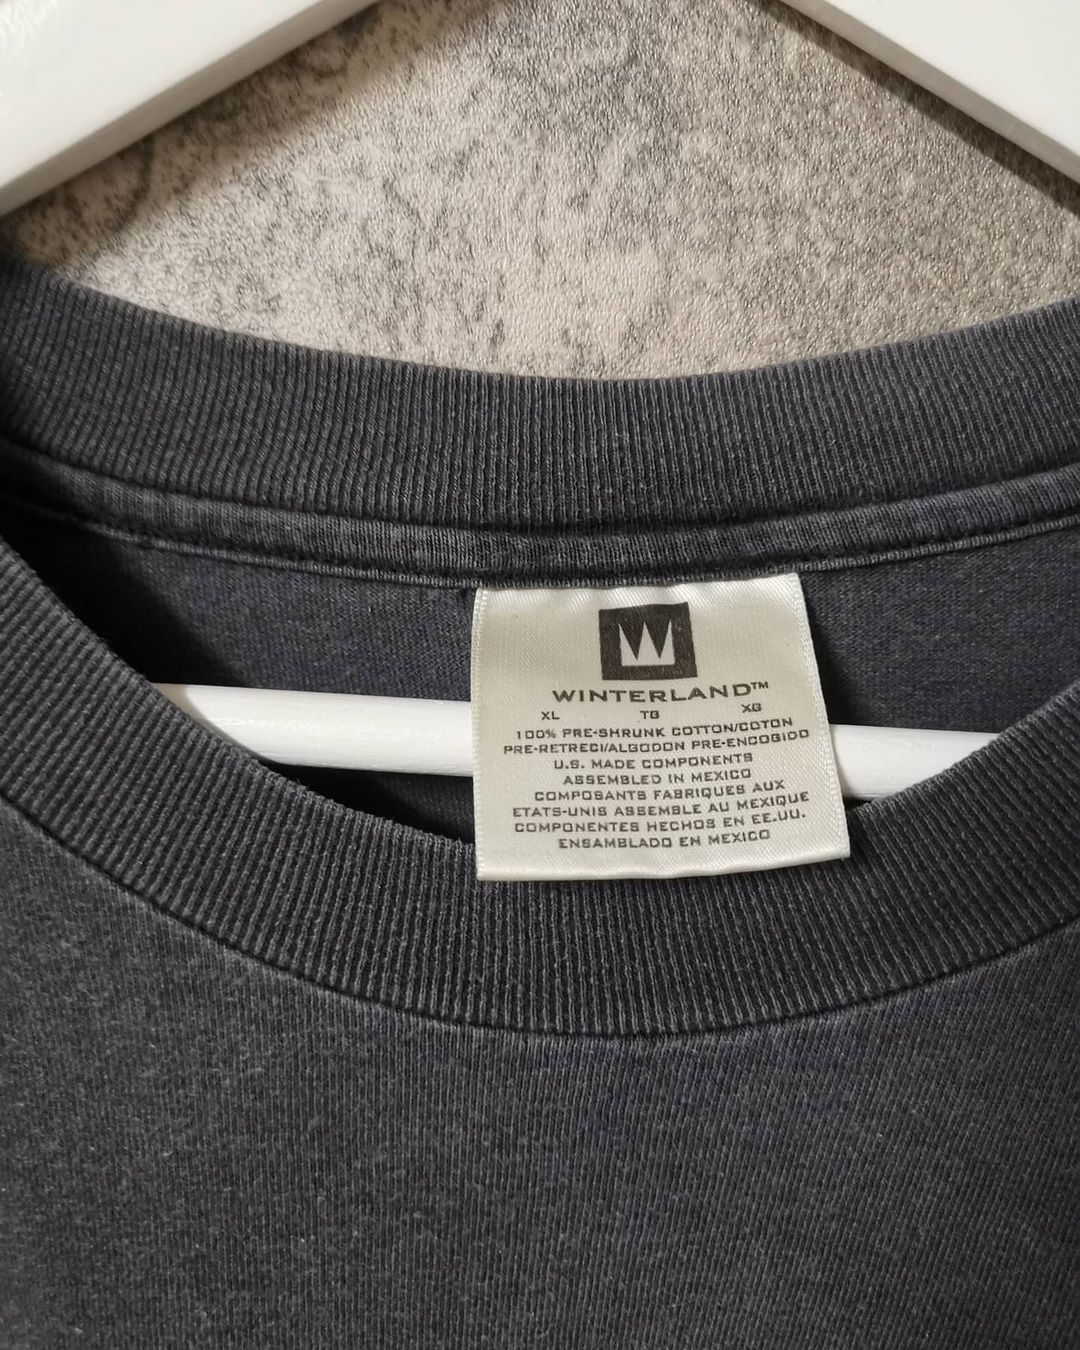 W
WINTERLAND™
XL TG XG
100% PRE-SHRUNK COTTON/COTON
PRE-RETRECI/ALGODON PRE-ENCOGIDO
U.S. MADE COMPONENTS
ASSEMBLED IN MEXICO
COMPOSANTS FABRIQUES AUX
ETATS-UNIS ASSEMBLE AU MEXIQUE
COMPONENTES HECHOS EN EE.UU.
ENSAMBLADO EN MEXICO